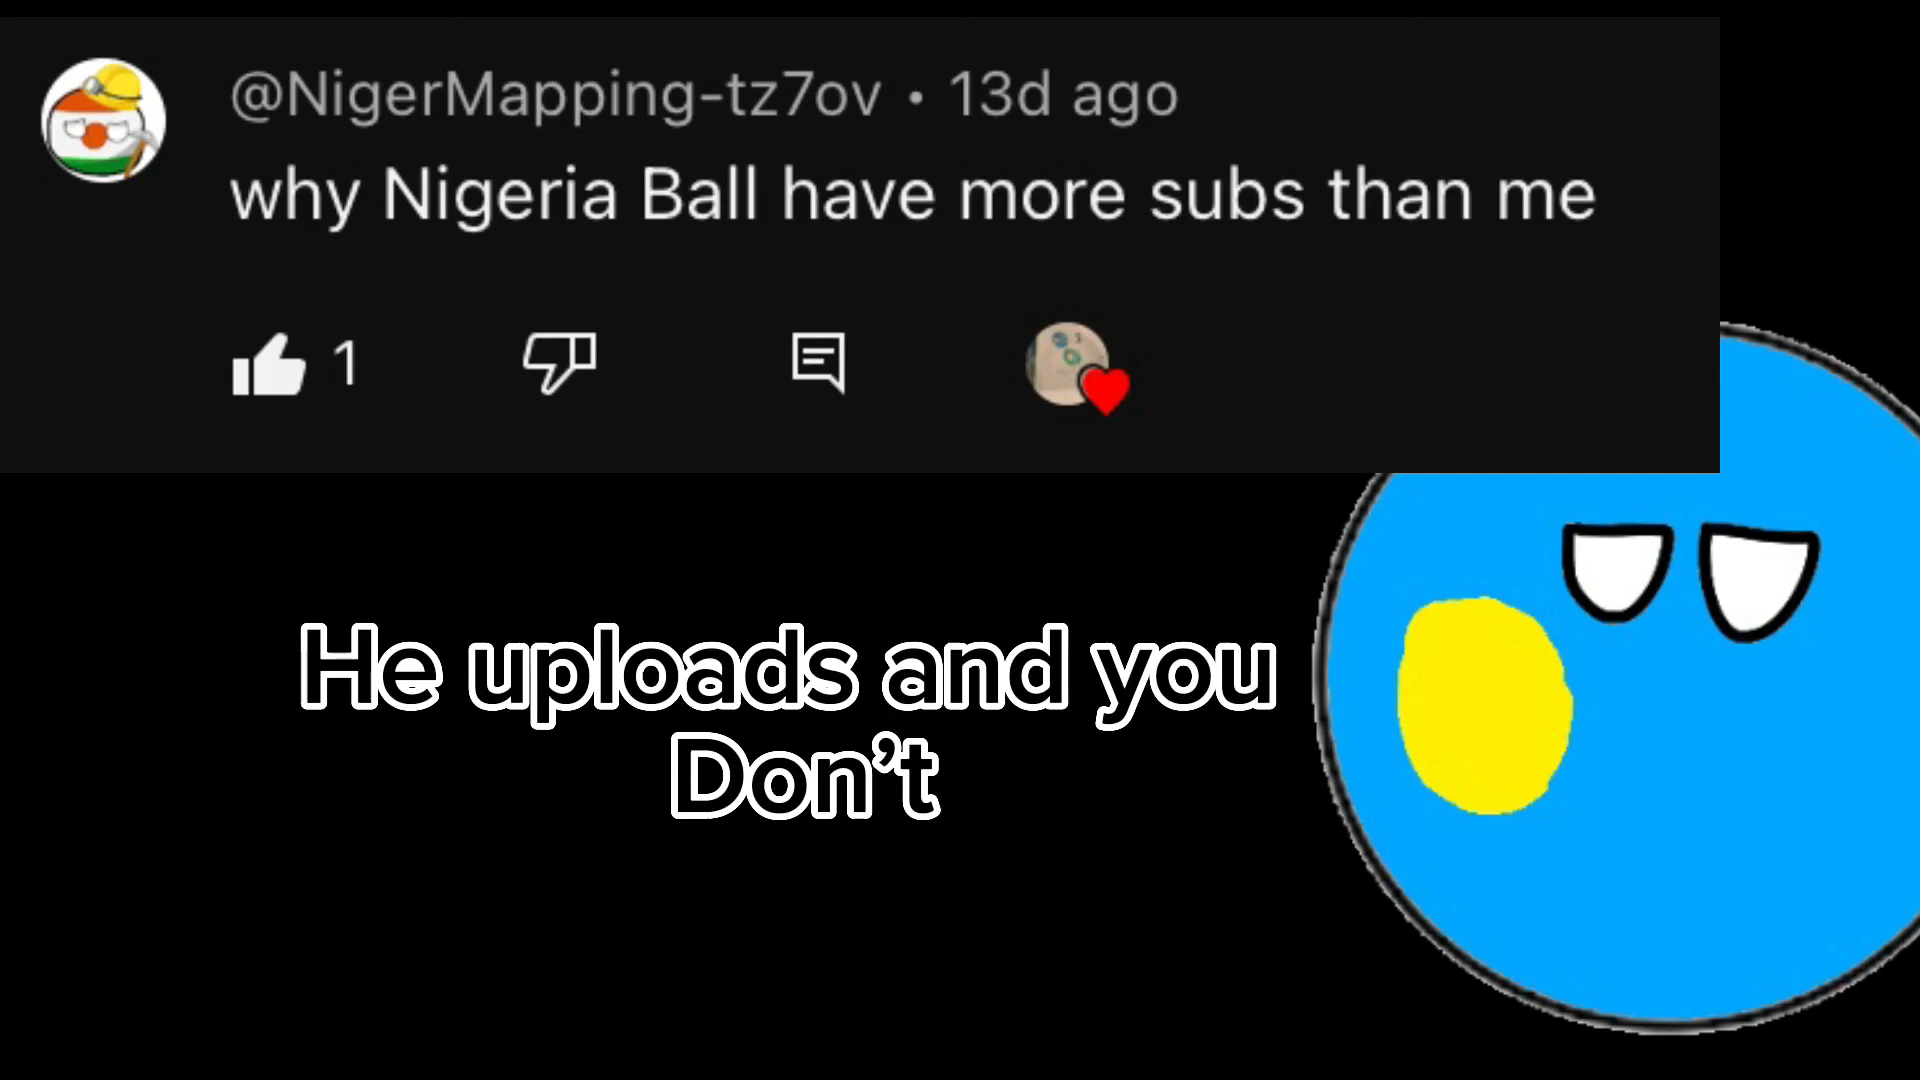 @NigerMapping-tz7ov • 13d ago
why Nigeria Ball have more subs than me
1
He uploads and you
Don’t